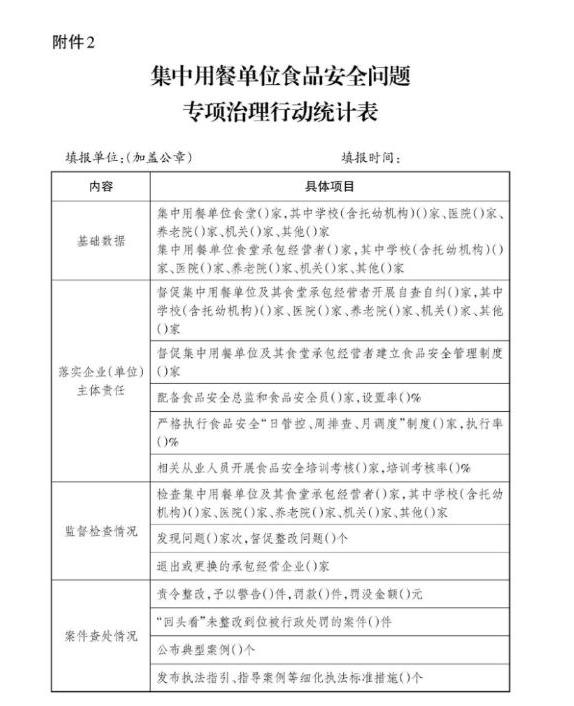 附件2
集中用餐单位食品安全问题
专项治理行动统计表
填报单位:(加盖公章)
填报时间:
内容
具体项目
基础数据
集中用餐单位食堂()家,其中学校(含托幼机构)()家、医院()家、
养老院()家、机关()家、其他()家
集中用餐单位食堂承包经营者()家,其中学校(含托幼机构)()
家、医院()家、养老院()家、机关()家、其他()家
落实企业(单位)
主体责任
督促集中用餐单位及其食堂承包经营者开展自查自纠()家,其中
学校(含托幼机构)()家、医院()家、养老院()家、机关()家、其他
()家
督促集中用餐单位及其食堂承包经营者建立食品安全管理制度
()家
配备食品安全总监和食品安全员()家,设置率()%
严格执行食品安全“日管控、周排查、月调度”制度()家,执行率
()%
相关从业人员开展食品安全培训考核()家,培训考核率()%
监督检查情况
检查集中用餐单位及其食堂承包经营者()家,其中学校(含托幼
机构)()家、医院()家、养老院()家、机关()家、其他()家
发现问题()家次,督促整改问题()个
退出或更换的承包经营企业()家
案件查处情况
责令整改,予以警告()件,罚款()件,罚没金额()元
“回头看”未整改到位被行政处罚的案件()件
公布典型案例()个
发布执法指引、指导案例等细化执法标准措施()个